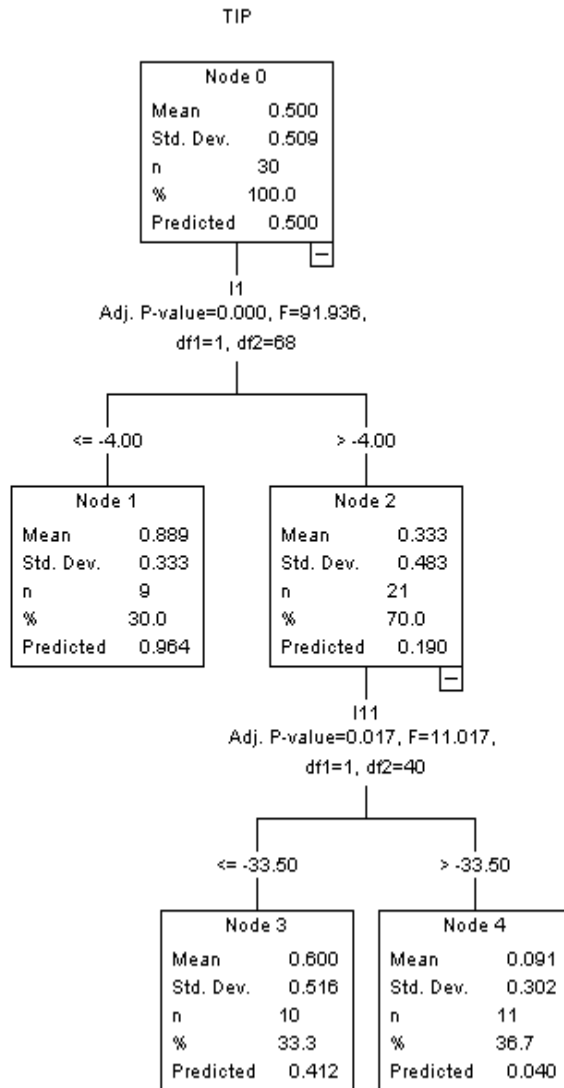 TIP
Node 0
Mean 0.500
Std. Dev. 0.509
n 30
% 100.0
Predicted 0.500
I1
Adj. P-value=0.000, F=91.936,
df1=1, df2=68
<= -4.00
> -4.00
Node 1
Mean 0.889
Std. Dev. 0.333
n 9
% 30.0
Predicted 0.964
Node 2
Mean 0.333
Std. Dev. 0.483
n 21
% 70.0
Predicted 0.190
I11
Adj. P-value=0.017, F=11.017,
df1=1, df2=40
<= -33.50
> -33.50
Node 3
Mean 0.600
Std. Dev. 0.516
n 10
% 33.3
Predicted 0.412
Node 4
Mean 0.091
Std. Dev. 0.302
n 11
% 36.7
Predicted 0.040